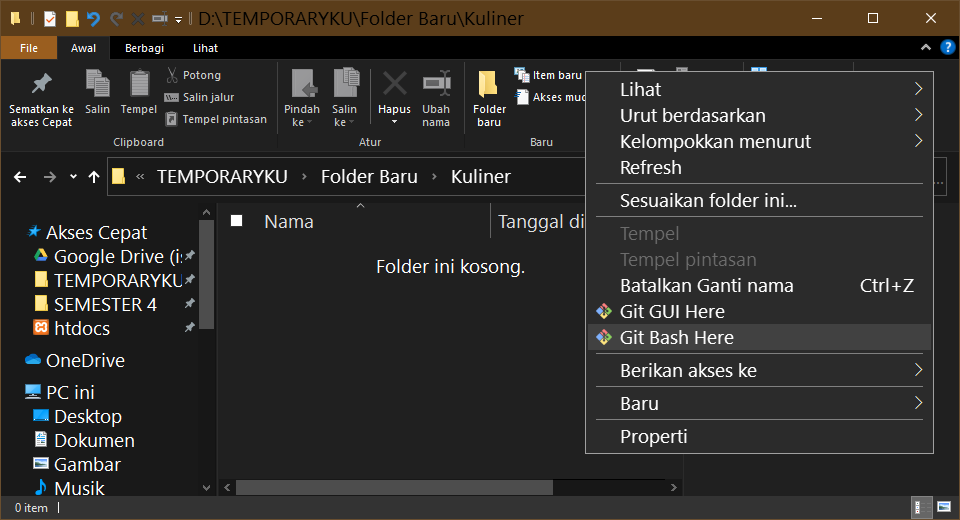 D:\TEMPORARYKU\Folder Baru\Kuliner
File Awal Berbagi Lihat
Sematkan ke akses Cepat
Salin
Tempel
Potong
Salin jalur
Tempel pintasan
Clipboard
Pindah ke
Salin ke
Hapus
Ubah nama
Atur
Folder baru
Item baru
Akses mud
Baru
« TEMPORARYKU > Folder Baru > Kuliner
Akses Cepat
Google Drive (is
TEMPORARYKU
SEMESTER 4
htdocs
OneDrive
PC ini
Desktop
Dokumen
Gambar
Musik
Nama Tanggal di
Folder ini kosong.
Lihat
Urut berdasarkan
Kelompokkan menurut
Refresh
Sesuaikan folder ini...
Tempel
Tempel pintasan
Batalkan Ganti nama Ctrl+Z
Git GUI Here
Git Bash Here
Berikan akses ke
Baru
Properti
0 item